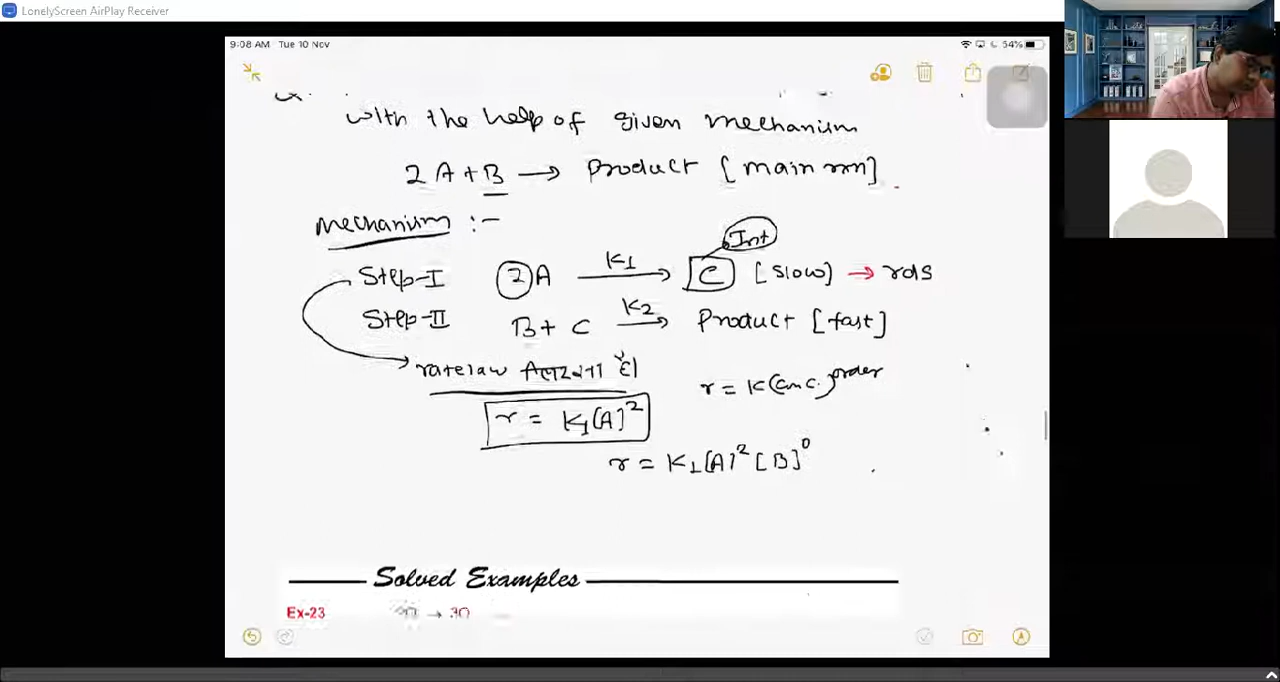 LonelyScreen AirPlay Receiver
9:08 AM Tue 10 Nov
54%
with the help of given mechanism
2A + B → Product [main rxn]
Mechanism :-
Int
Step-I 2A K1→ C [slow] → rds
Step-II B + C K2→ Product [fast]
ratelaw
r = K(conc.)order
r = K1[A]²
r = K1[A]²[B]⁰
Solved Examples
Ex-23